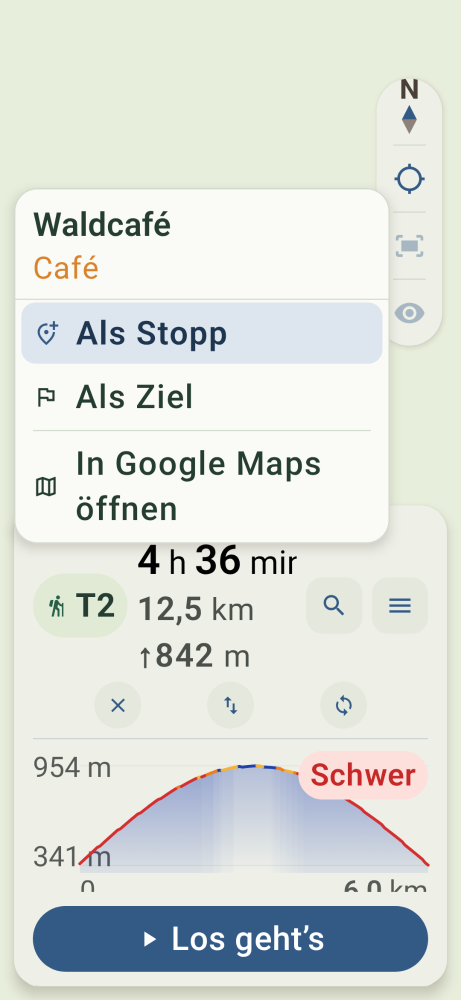 N
Waldcafé
Café
Als Stopp
Als Ziel
In Google Maps
öffnen
4 h 36 mir
T2
12,5 km
↑842 m
954 m
Schwer
341 m
0
6,0 km
Los geht's